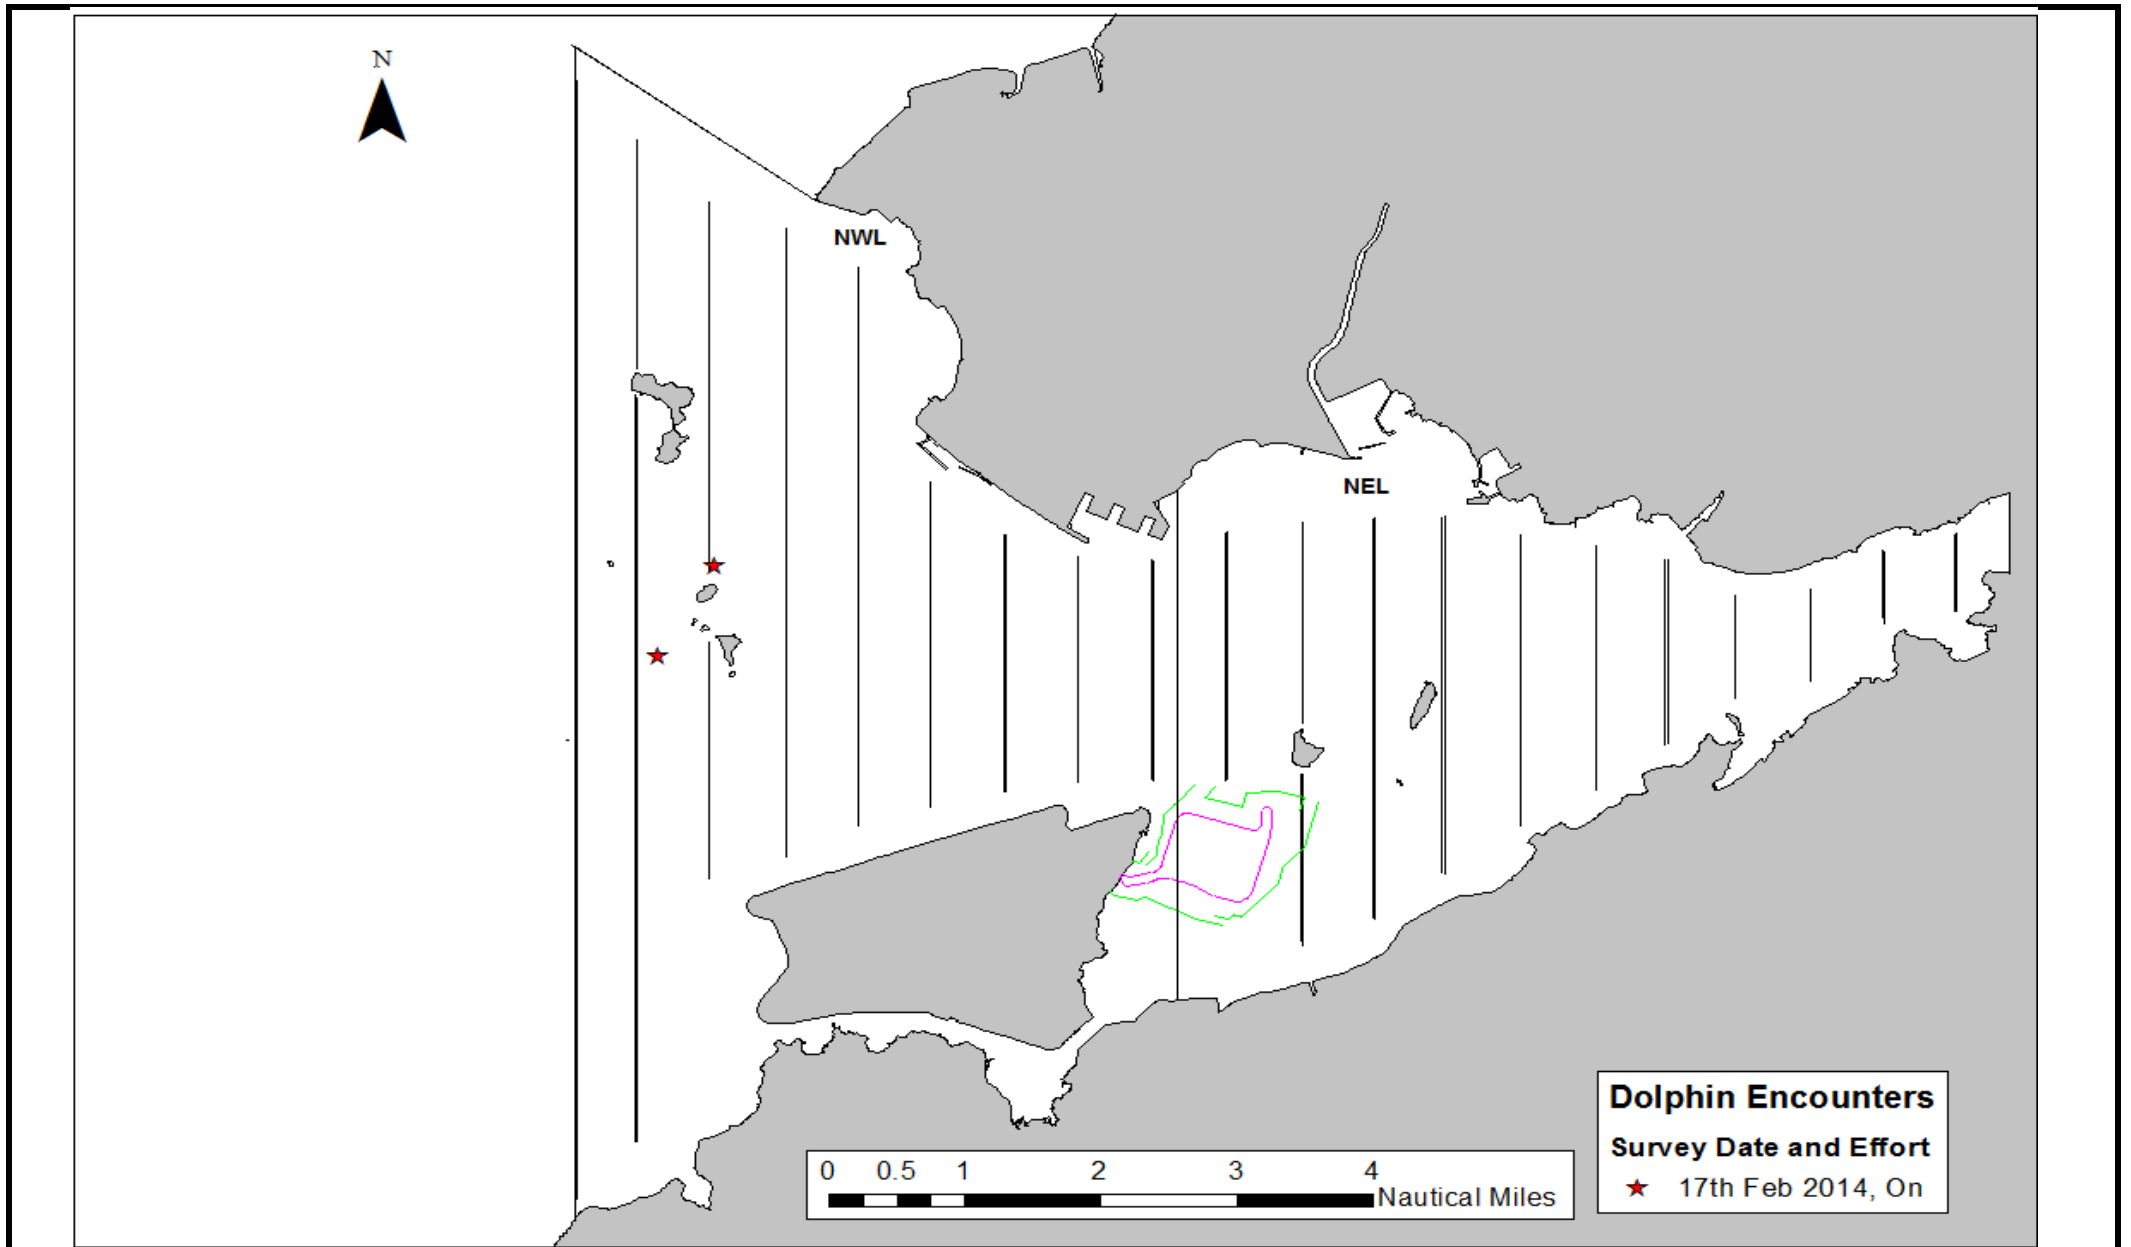 N
NWL
NEL
Dolphin Encounters
Survey Date and Effort
17th Feb 2014, On
0 0.5 1 2 3 4
Nautical Miles